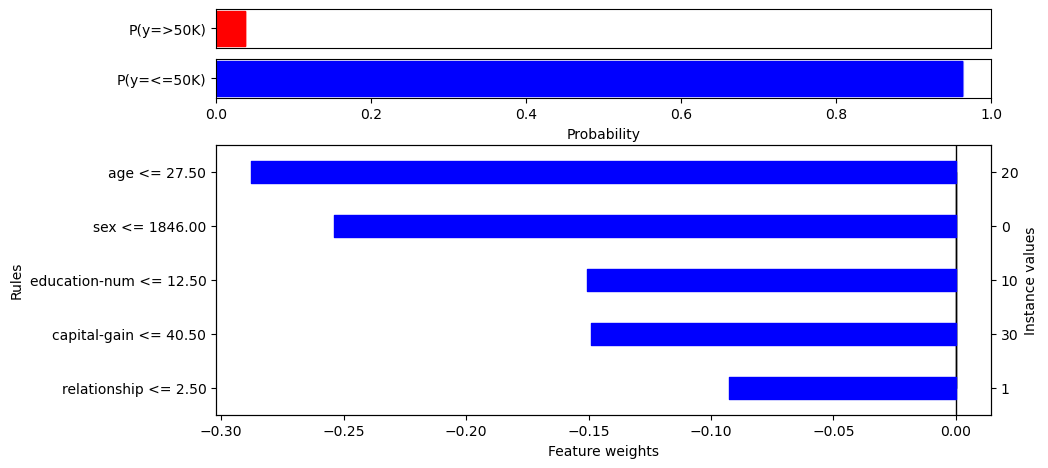 P(y=>50K)
P(y=<=50K)
0.0 0.2 0.4 0.6 0.8 1.0
Probability
Rules
age <= 27.50 20
sex <= 1846.00 0
education-num <= 12.50 10
capital-gain <= 40.50 30
relationship <= 2.50 1
Instance values
−0.30 −0.25 −0.20 −0.15 −0.10 −0.05 0.00
Feature weights